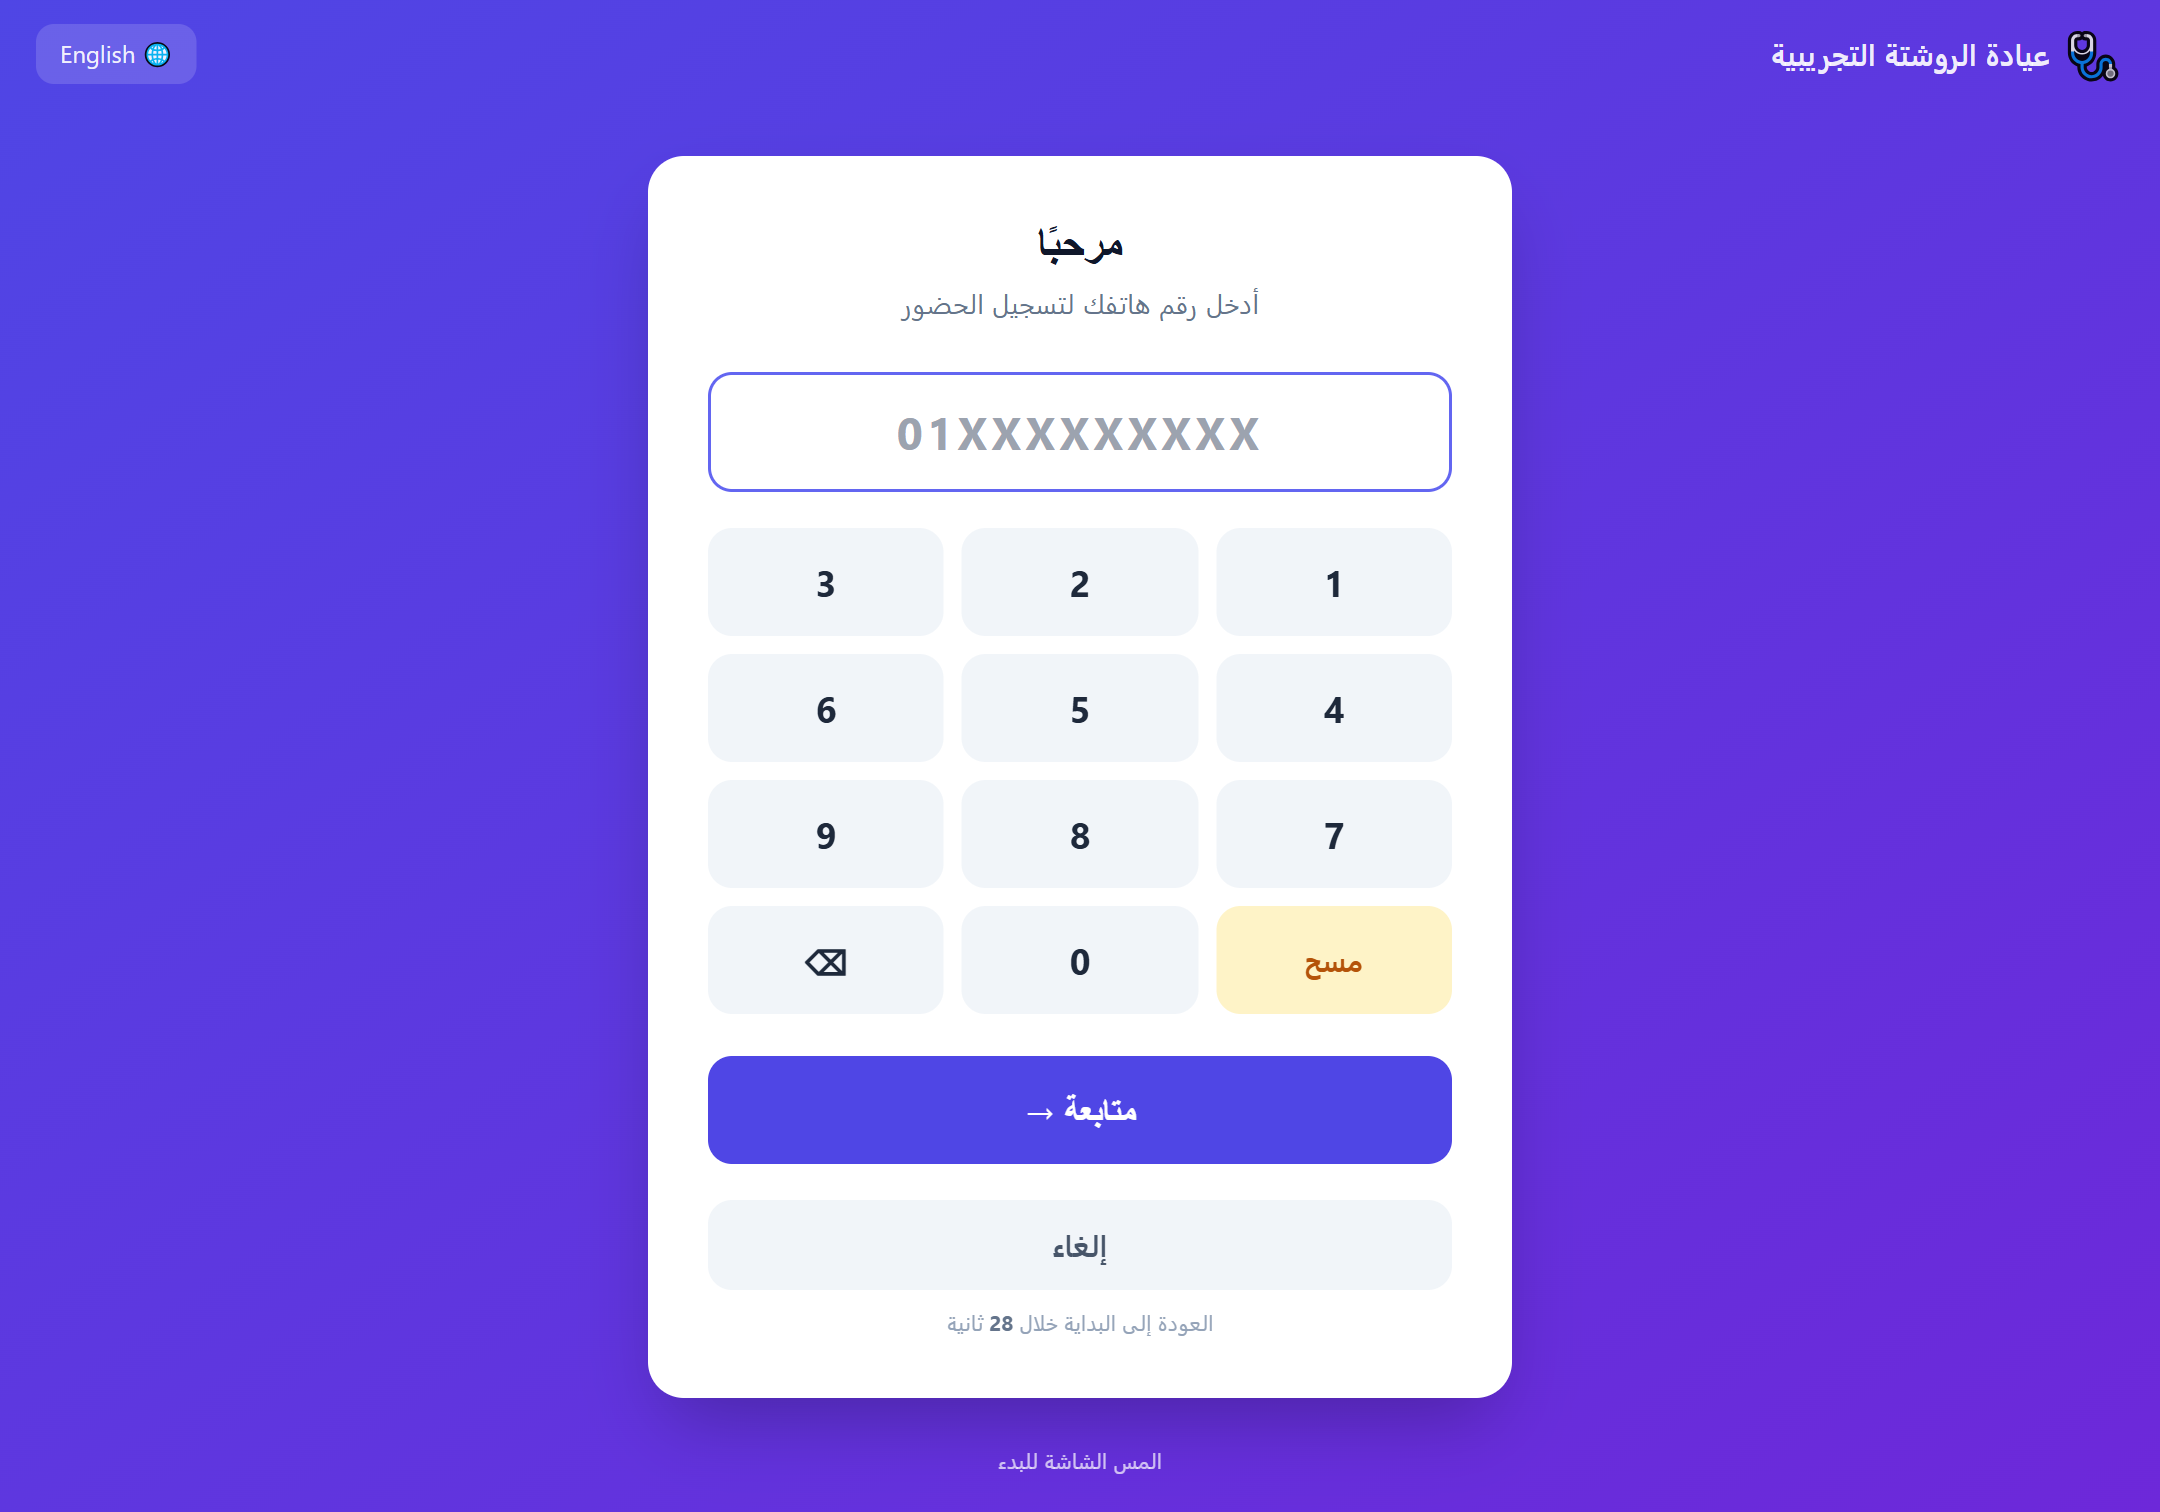 عيادة الروشتة التجريبية
English
مرحبًا
أدخل رقم هاتفك لتسجيل الحضور
01XXXXXXXXX
1 2 3
4 5 6
7 8 9
مسح 0 ⌫
متابعة →
إلغاء
العودة إلى البداية خلال 28 ثانية
المس الشاشة للبدء